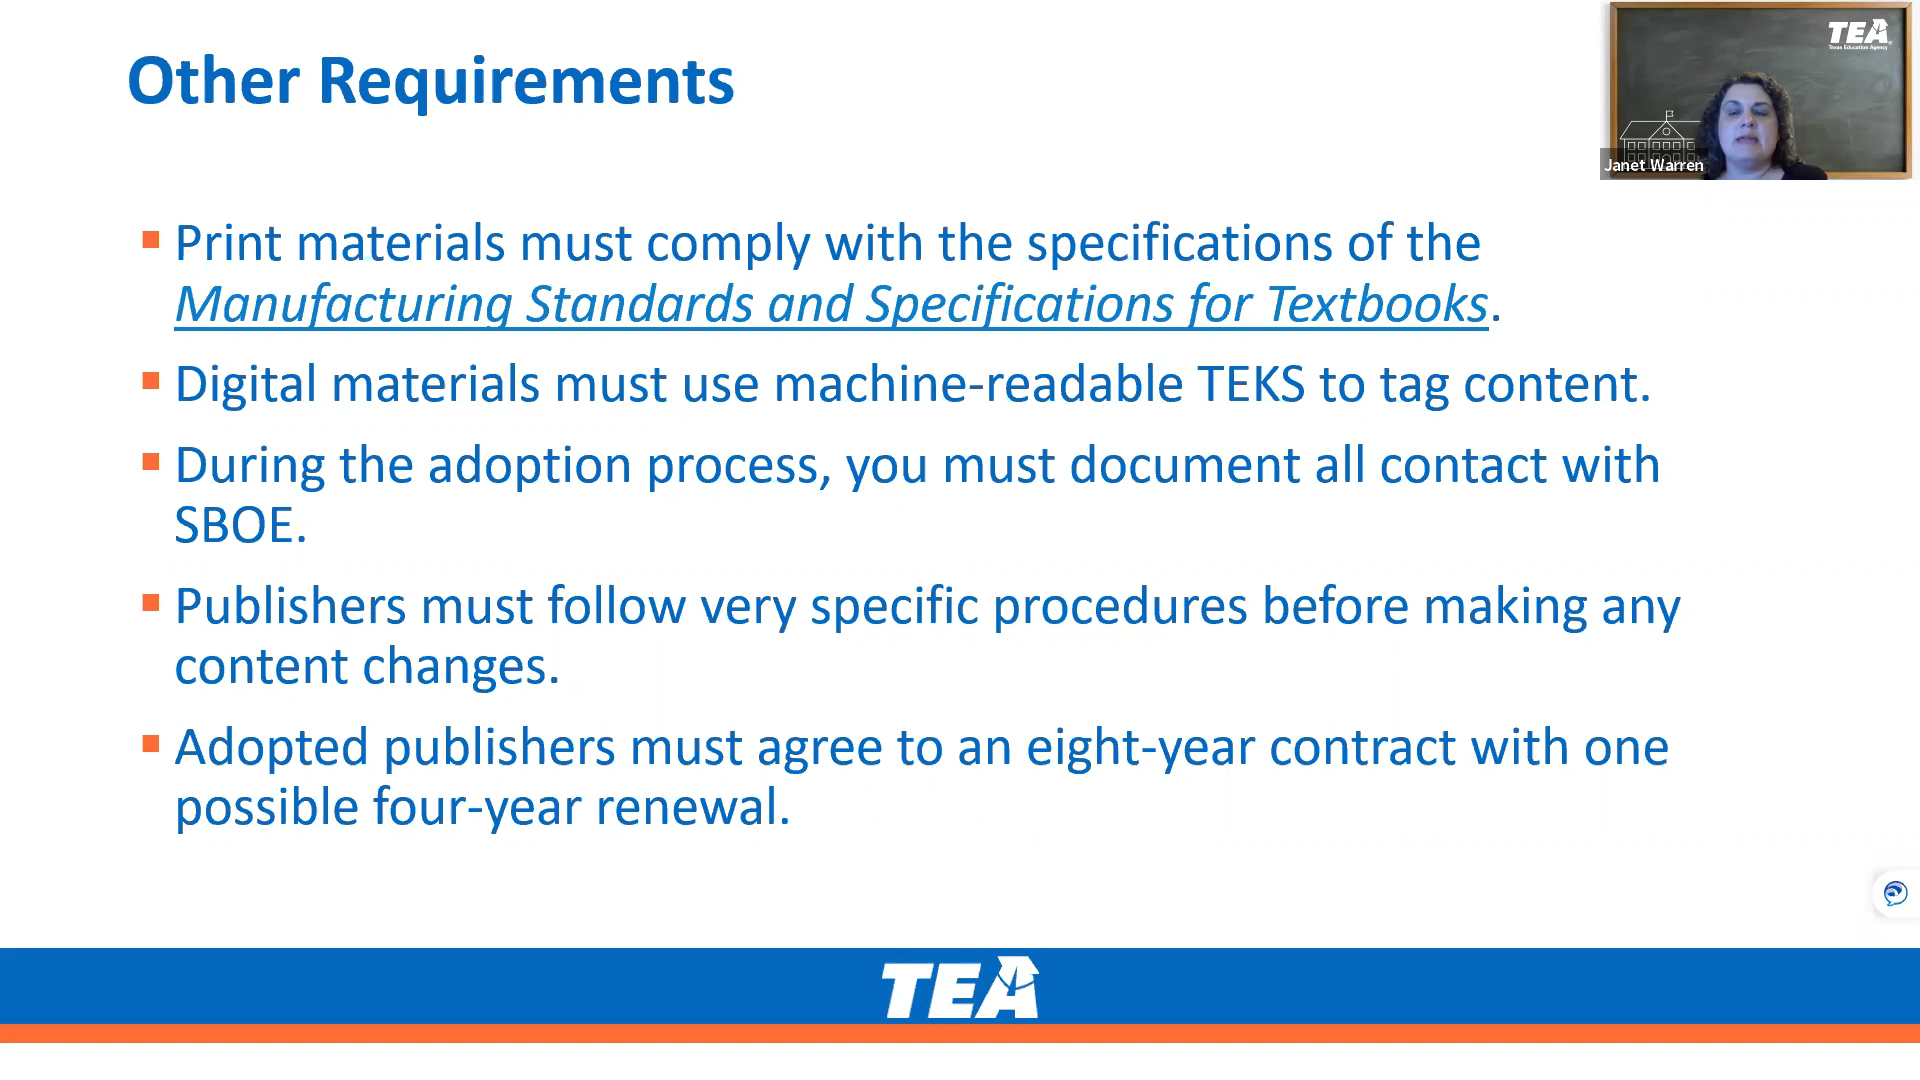 Other Requirements
TEA
Texas Education Agency
Janet Warren
Print materials must comply with the specifications of the
Manufacturing Standards and Specifications for Textbooks.
Digital materials must use machine-readable TEKS to tag content.
During the adoption process, you must document all contact with
SBOE.
Publishers must follow very specific procedures before making any
content changes.
Adopted publishers must agree to an eight-year contract with one
possible four-year renewal.
TEA